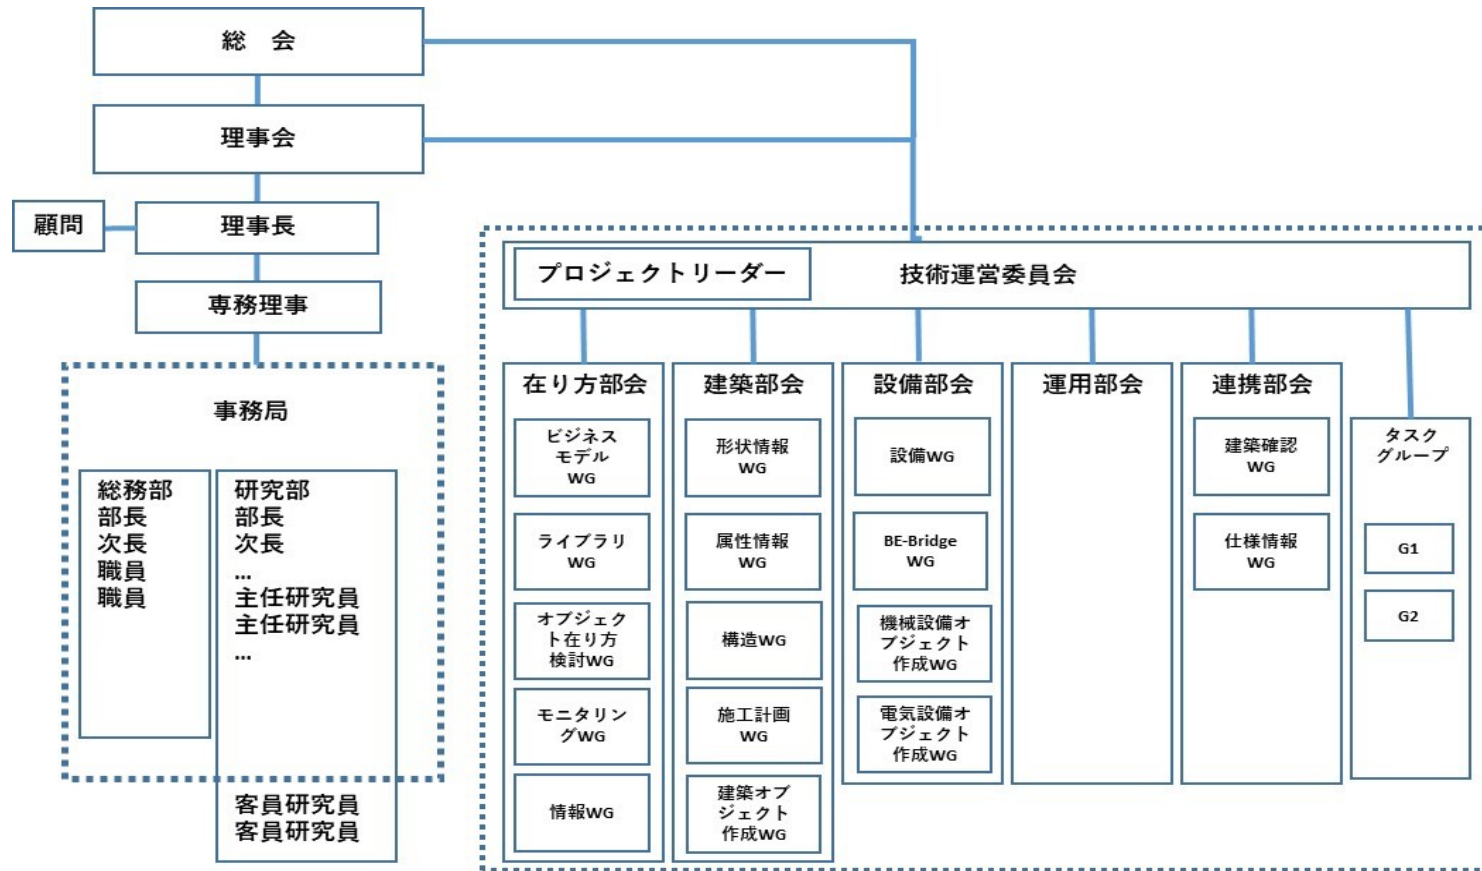 総　会
理事会
顧問
理事長
専務理事
事務局
総務部
部長
次長
職員
職員
研究部
部長
次長
...
主任研究員
主任研究員
...
客員研究員
客員研究員
プロジェクトリーダー
技術運営委員会
在り方部会
ビジネス
モデル
WG
ライブラリ
WG
オブジェク
ト在り方
検討WG
モニタリン
グWG
情報WG
建築部会
形状情報
WG
属性情報
WG
構造WG
施工計画
WG
建築オブ
ジェクト
作成WG
設備部会
設備WG
BE-Bridge
WG
機械設備オ
ブジェクト
作成WG
電気設備オ
ブジェクト
作成WG
運用部会
連携部会
建築確認
WG
仕様情報
WG
タスク
グループ
G1
G2